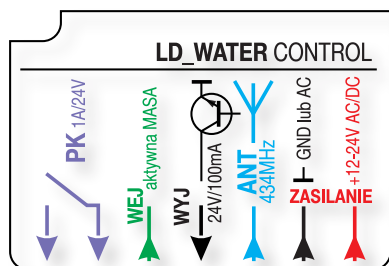 LD_WATER CONTROL
PK 1A/24V
WEJ
aktywna MASA
WYJ
24V/100mA
ANT
434MHz
GND lub AC
+12-24V AC/DC
ZASILANIE